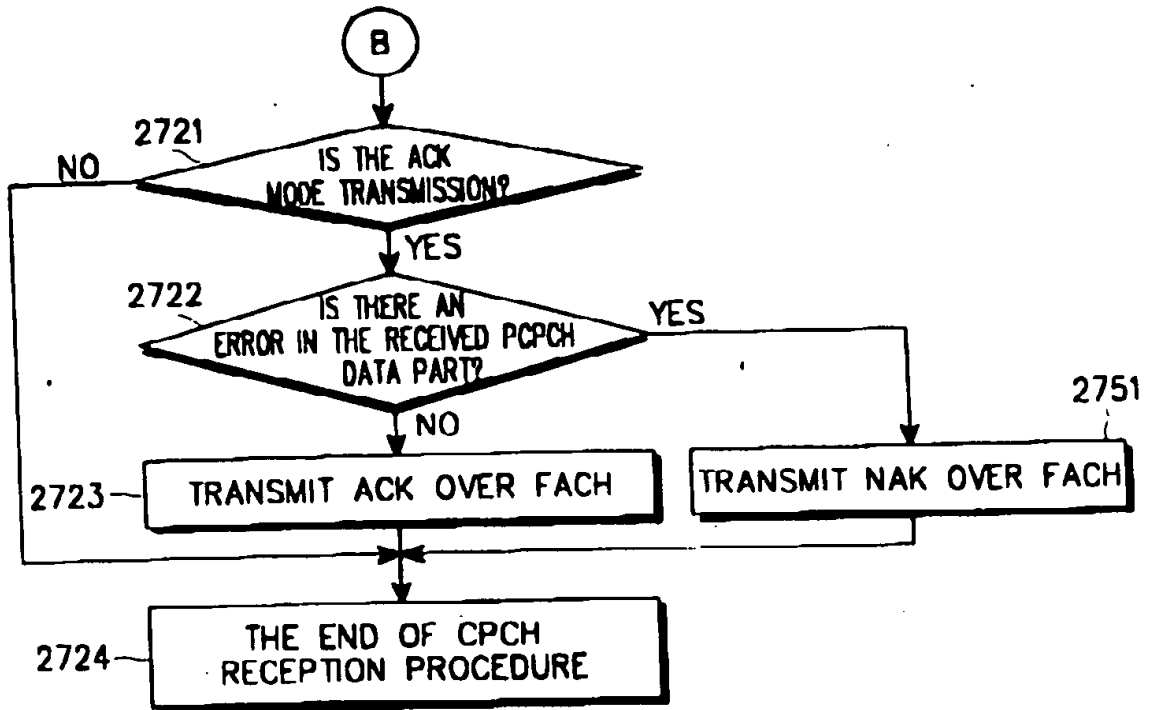 B
2721
NO
IS THE ACK
MODE TRANSMISSION?
YES
2722
IS THERE AN
ERROR IN THE RECEIVED PCPCH
DATA PART?
YES
NO
2751
2723
TRANSMIT ACK OVER FACH
TRANSMIT NAK OVER FACH
2724
THE END OF CPCH
RECEPTION PROCEDURE